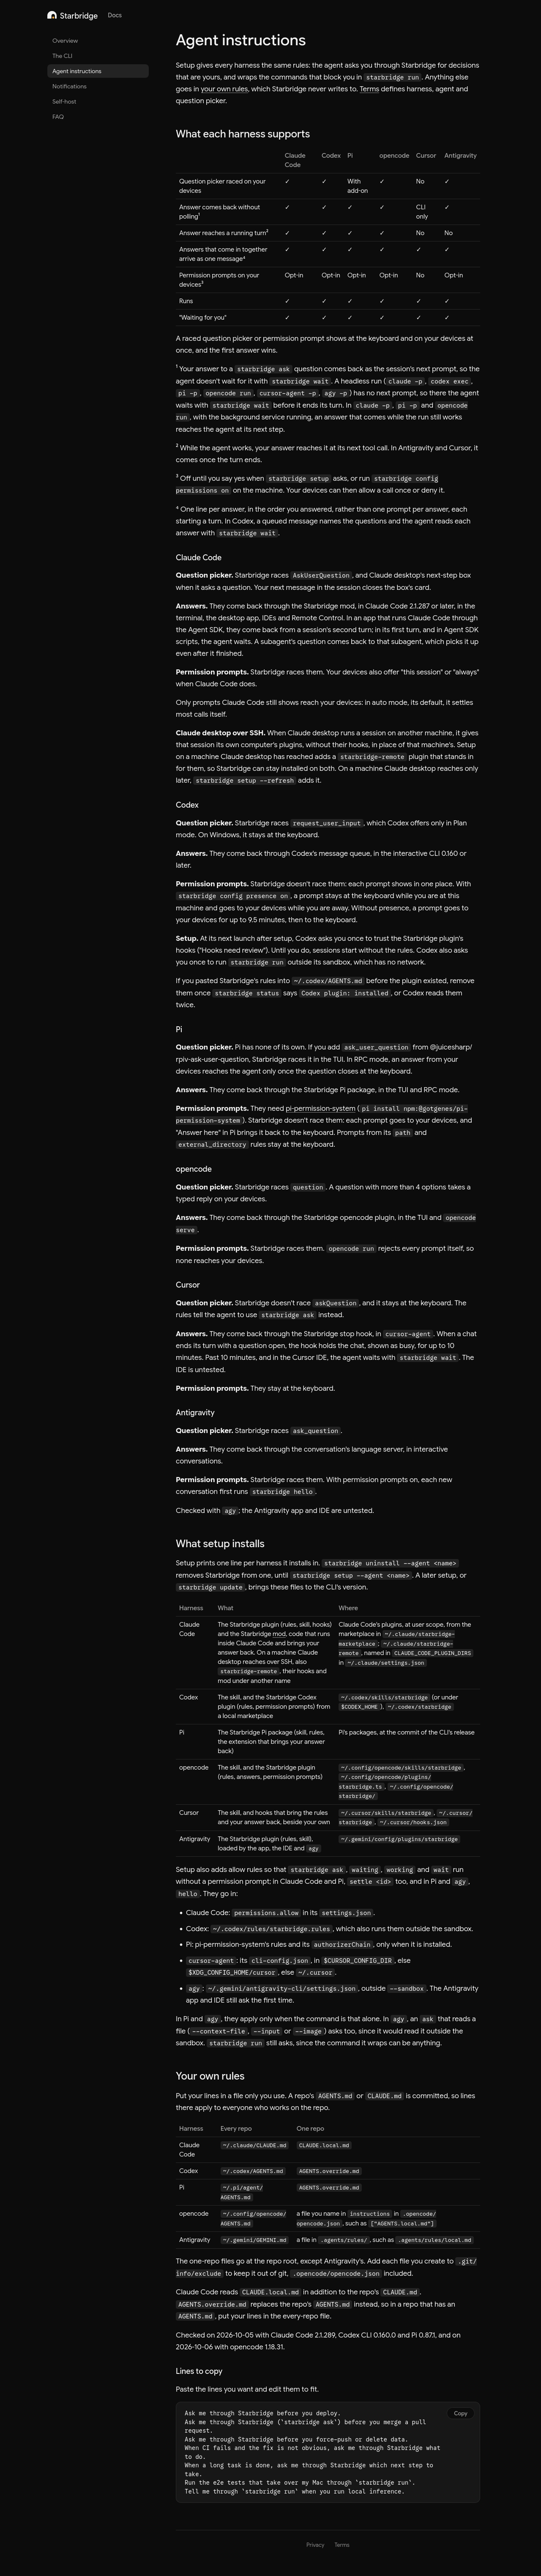 Starbridge Docs
Overview
The CLI
Agent instructions
Notifications
Self-host
FAQ
Agent instructions
Setup gives every harness the same rules: the agent asks you through Starbridge for decisions
that are yours, and wraps the commands that block you in starbridge run. Anything else
goes in your own rules, which Starbridge never writes to. Terms defines harness, agent and
question picker.
What each harness supports
Claude Code Codex Pi opencode Cursor Antigravity
Question picker raced on your devices ✓ ✓ With add-on ✓ No ✓
Answer comes back without polling¹ ✓ ✓ ✓ ✓ CLI only ✓
Answer reaches a running turn² ✓ ✓ ✓ ✓ No No
Answers that come in together arrive as one message⁴ ✓ ✓ ✓ ✓ ✓ ✓
Permission prompts on your devices³ Opt-in Opt-in Opt-in Opt-in No Opt-in
Runs ✓ ✓ ✓ ✓ ✓ ✓
"Waiting for you" ✓ ✓ ✓ ✓ ✓ ✓
A raced question picker or permission prompt shows at the keyboard and on your devices at
once, and the first answer wins.
¹ Your answer to a starbridge ask question comes back as the session's next prompt, so the
agent doesn't wait for it with starbridge wait. A headless run (claude -p, codex exec,
pi -p, opencode run, cursor-agent -p, agy -p) has no next prompt, so there the agent
waits with starbridge wait before it ends its turn. In claude -p, pi -p and opencode
run, with the background service running, an answer that comes while the run still works
reaches the agent at its next step.
² While the agent works, your answer reaches it at its next tool call. In Antigravity and Cursor, it
comes once the turn ends.
³ Off until you say yes when starbridge setup asks, or run starbridge config
permissions on on the machine. Your devices can then allow a call once or deny it.
⁴ One line per answer, in the order you answered, rather than one prompt per answer, each
starting a turn. In Codex, a queued message names the questions and the agent reads each
answer with starbridge wait.
Claude Code
Question picker. Starbridge races AskUserQuestion, and Claude desktop's next-step box
when it asks a question. Your next message in the session closes the box's card.
Answers. They come back through the Starbridge mod, in Claude Code 2.1.287 or later, in the
terminal, the desktop app, IDEs and Remote Control. In an app that runs Claude Code through
the Agent SDK, they come back from a session's second turn; in its first turn, and in Agent SDK
scripts, the agent waits. A subagent's question comes back to that subagent, which picks it up
even after it finished.
Permission prompts. Starbridge races them. Your devices also offer "this session" or "always"
when Claude Code does.
Only prompts Claude Code still shows reach your devices: in auto mode, its default, it settles
most calls itself.
Claude desktop over SSH. When Claude desktop runs a session on another machine, it gives
that session its own computer's plugins, without their hooks, in place of that machine's. Setup
on a machine Claude desktop has reached adds a starbridge-remote plugin that stands in
for them, so Starbridge can stay installed on both. On a machine Claude desktop reaches only
later, starbridge setup --refresh adds it.
Codex
Question picker. Starbridge races request_user_input, which Codex offers only in Plan
mode. On Windows, it stays at the keyboard.
Answers. They come back through Codex's message queue, in the interactive CLI 0.160 or
later.
Permission prompts. Starbridge doesn't race them: each prompt shows in one place. With
starbridge config presence on, a prompt stays at the keyboard while you are at this
machine and goes to your devices while you are away. Without presence, a prompt goes to
your devices for up to 9.5 minutes, then to the keyboard.
Setup. At its next launch after setup, Codex asks you once to trust the Starbridge plugin's
hooks ("Hooks need review"). Until you do, sessions start without the rules. Codex also asks
you once to run starbridge run outside its sandbox, which has no network.
If you pasted Starbridge's rules into ~/.codex/AGENTS.md before the plugin existed, remove
them once starbridge status says Codex plugin: installed, or Codex reads them
twice.
Pi
Question picker. Pi has none of its own. If you add ask_user_question from @juicesharp/
rpiv-ask-user-question, Starbridge races it in the TUI. In RPC mode, an answer from your
devices reaches the agent only once the question closes at the keyboard.
Answers. They come back through the Starbridge Pi package, in the TUI and RPC mode.
Permission prompts. They need pi-permission-system (pi install npm:@gotgenes/pi-
permission-system). Starbridge doesn't race them: each prompt goes to your devices, and
"Answer here" in Pi brings it back to the keyboard. Prompts from its path and
external_directory rules stay at the keyboard.
opencode
Question picker. Starbridge races question. A question with more than 4 options takes a
typed reply on your devices.
Answers. They come back through the Starbridge opencode plugin, in the TUI and opencode
serve.
Permission prompts. Starbridge races them. opencode run rejects every prompt itself, so
none reaches your devices.
Cursor
Question picker. Starbridge doesn't race askQuestion, and it stays at the keyboard. The
rules tell the agent to use starbridge ask instead.
Answers. They come back through the Starbridge stop hook, in cursor-agent. When a chat
ends its turn with a question open, the hook holds the chat, shown as busy, for up to 10
minutes. Past 10 minutes, and in the Cursor IDE, the agent waits with starbridge wait. The
IDE is untested.
Permission prompts. They stay at the keyboard.
Antigravity
Question picker. Starbridge races ask_question.
Answers. They come back through the conversation's language server, in interactive
conversations.
Permission prompts. Starbridge races them. With permission prompts on, each new
conversation first runs starbridge hello.
Checked with agy; the Antigravity app and IDE are untested.
What setup installs
Setup prints one line per harness it installs in. starbridge uninstall --agent <name>
removes Starbridge from one, until starbridge setup --agent <name>. A later setup, or
starbridge update, brings these files to the CLI's version.
Harness What Where
Claude Code The Starbridge plugin (rules, skill, hooks) and the Starbridge mod, code that runs inside Claude Code and brings your answer back. On a machine Claude desktop reaches over SSH, also starbridge-remote, their hooks and mod under another name Claude Code's plugins, at user scope, from the marketplace in ~/.claude/starbridge-marketplace; ~/.claude/starbridge-remote, named in CLAUDE_CODE_PLUGIN_DIRS in ~/.claude/settings.json
Codex The skill, and the Starbridge Codex plugin (rules, permission prompts) from a local marketplace ~/.codex/skills/starbridge (or under $CODEX_HOME), ~/.codex/starbridge
Pi The Starbridge Pi package (skill, rules, the extension that brings your answer back) Pi's packages, at the commit of the CLI's release
opencode The skill, and the Starbridge plugin (rules, answers, permission prompts) ~/.config/opencode/skills/starbridge, ~/.config/opencode/plugins/starbridge.ts, ~/.config/opencode/starbridge/
Cursor The skill, and hooks that bring the rules and your answer back, beside your own ~/.cursor/skills/starbridge, ~/.cursor/starbridge, ~/.cursor/hooks.json
Antigravity The Starbridge plugin (rules, skill), loaded by the app, the IDE and agy ~/.gemini/config/plugins/starbridge
Setup also adds allow rules so that starbridge ask, waiting, working and wait run
without a permission prompt; in Claude Code and Pi, settle <id> too, and in Pi and agy,
hello. They go in:
• Claude Code: permissions.allow in its settings.json.
• Codex: ~/.codex/rules/starbridge.rules, which also runs them outside the sandbox.
• Pi: pi-permission-system's rules and its authorizerChain, only when it is installed.
• cursor-agent: its cli-config.json, in $CURSOR_CONFIG_DIR, else
$XDG_CONFIG_HOME/cursor, else ~/.cursor.
• agy: ~/.gemini/antigravity-cli/settings.json, outside --sandbox. The Antigravity
app and IDE still ask the first time.
In Pi and agy, they apply only when the command is that alone. In agy, an ask that reads a
file (--context-file, --input or --image) asks too, since it would read it outside the
sandbox. starbridge run still asks, since the command it wraps can be anything.
Your own rules
Put your lines in a file only you use. A repo's AGENTS.md or CLAUDE.md is committed, so lines
there apply to everyone who works on the repo.
Harness Every repo One repo
Claude Code ~/.claude/CLAUDE.md CLAUDE.local.md
Codex ~/.codex/AGENTS.md AGENTS.override.md
Pi ~/.pi/agent/AGENTS.md AGENTS.override.md
opencode ~/.config/opencode/AGENTS.md a file you name in instructions in .opencode/opencode.json, such as ["AGENTS.local.md"]
Antigravity ~/.gemini/GEMINI.md a file in .agents/rules/, such as .agents/rules/local.md
The one-repo files go at the repo root, except Antigravity's. Add each file you create to .git/
info/exclude to keep it out of git, .opencode/opencode.json included.
Claude Code reads CLAUDE.local.md in addition to the repo's CLAUDE.md.
AGENTS.override.md replaces the repo's AGENTS.md instead, so in a repo that has an
AGENTS.md, put your lines in the every-repo file.
Checked on 2026-10-05 with Claude Code 2.1.289, Codex CLI 0.160.0 and Pi 0.87.1, and on
2026-10-06 with opencode 1.18.31.
Lines to copy
Paste the lines you want and edit them to fit.
Copy
Ask me through Starbridge before you deploy.
Ask me through Starbridge (`starbridge ask`) before you merge a pull
request.
Ask me through Starbridge before you force-push or delete data.
When CI fails and the fix is not obvious, ask me through Starbridge what
to do.
When a long task is done, ask me through Starbridge which next step to
take.
Run the e2e tests that take over my Mac through `starbridge run`.
Tell me through `starbridge run` when you run local inference.
Privacy Terms